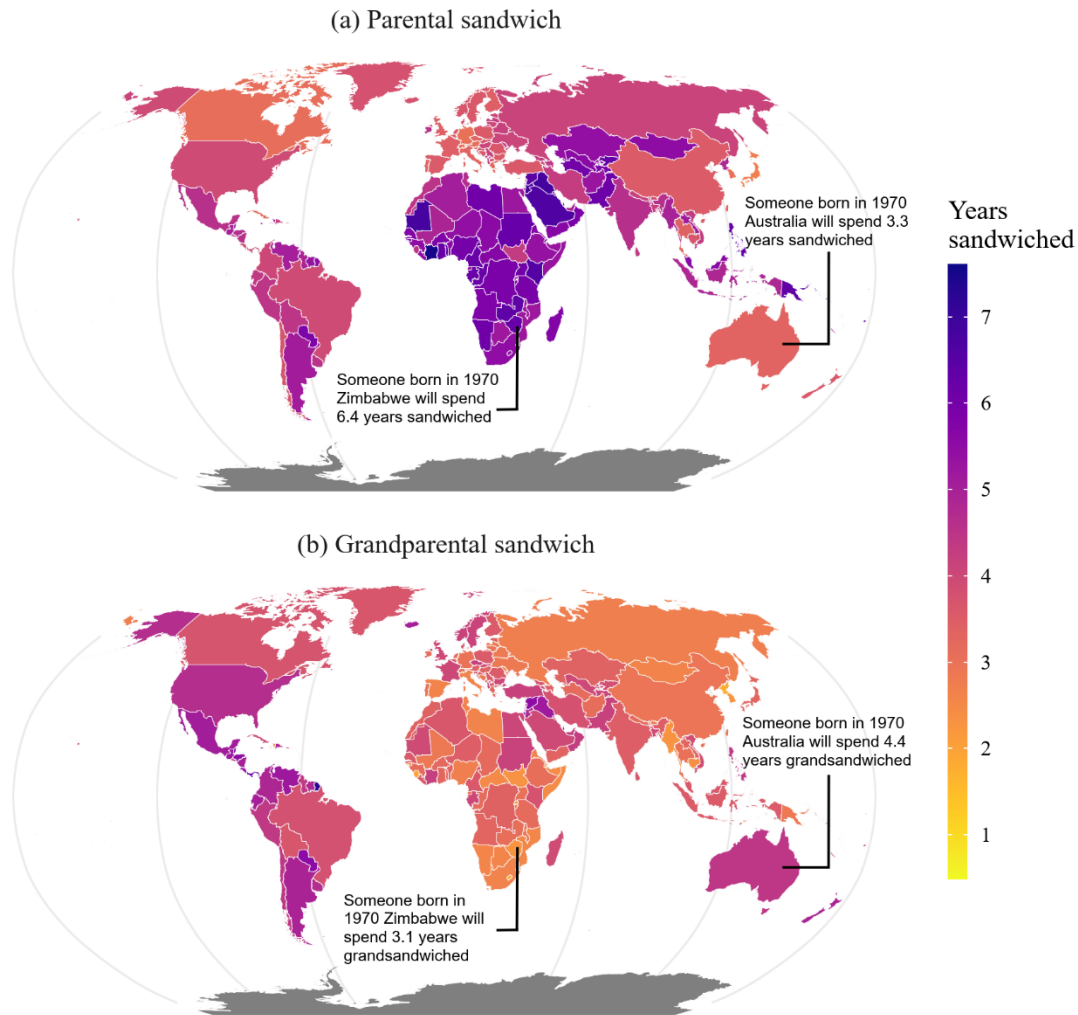 (a) Parental sandwich
Someone born in 1970
Australia will spend 3.3
years sandwiched
Someone born in 1970
Zimbabwe will spend
6.4 years sandwiched
Years
sandwiched
7
6
5
4
3
2
1
(b) Grandparental sandwich
Someone born in 1970
Australia will spend 4.4
years grandsandwiched
Someone born in
1970 Zimbabwe will
spend 3.1 years
grandsandwiched